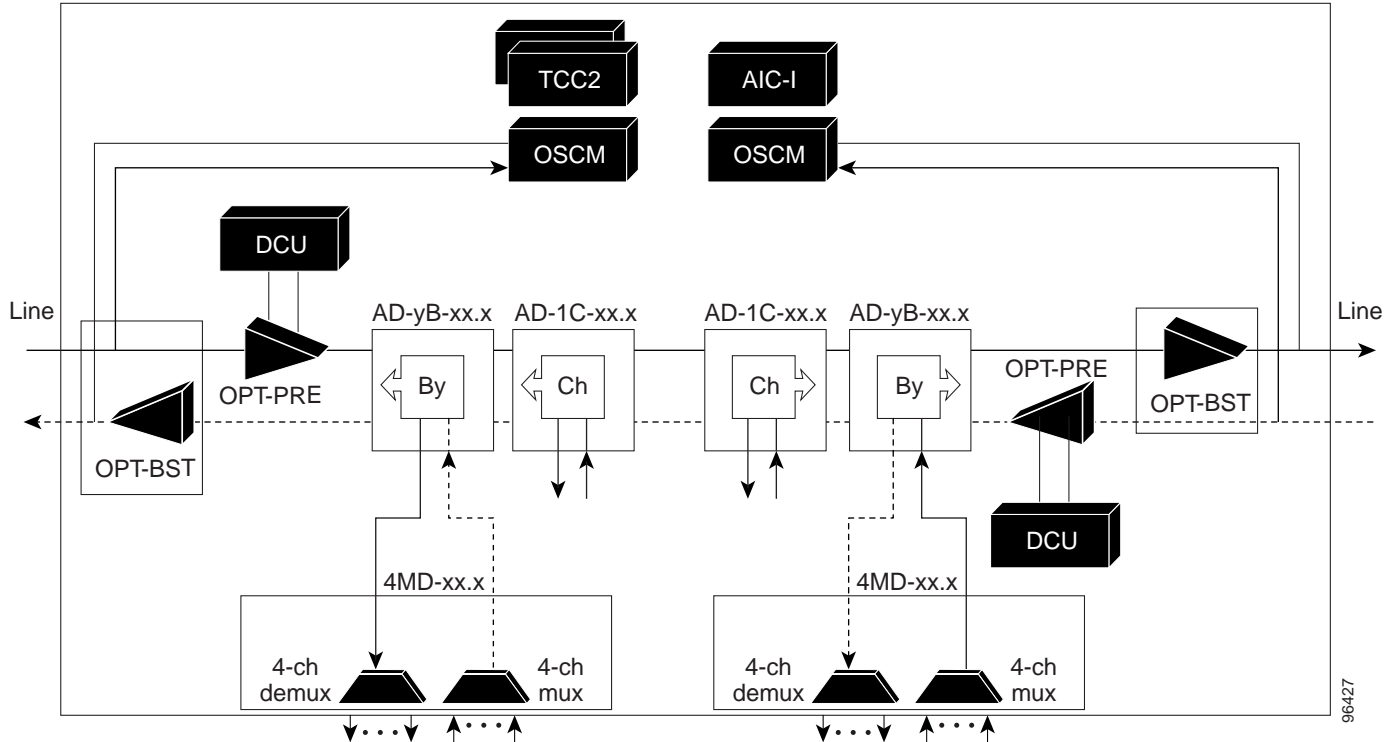 TCC2
AIC-I
OSCM
OSCM
DCU
Line
AD-yB-xx.x
AD-1C-xx.x
AD-1C-xx.x
AD-yB-xx.x
Line
OPT-PRE
By
Ch
Ch
By
OPT-PRE
OPT-BST
OPT-BST
DCU
4MD-xx.x
4MD-xx.x
4-ch
demux
4-ch
mux
4-ch
demux
4-ch
mux
96427